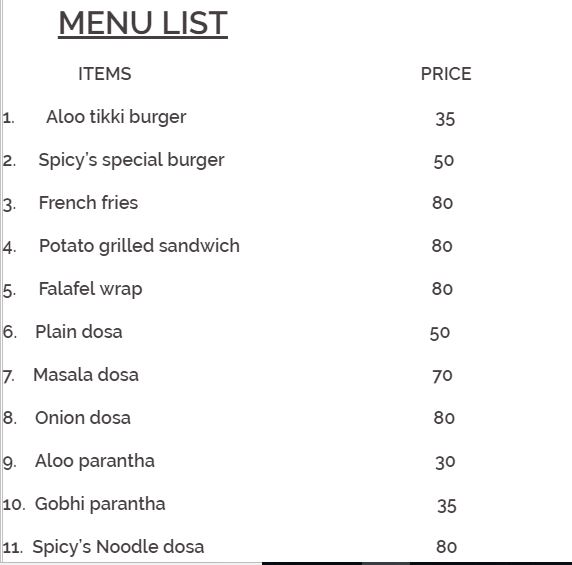 MENU LIST
ITEMS PRICE
1. Aloo tikki burger 35
2. Spicy’s special burger 50
3. French fries 80
4. Potato grilled sandwich 80
5. Falafel wrap 80
6. Plain dosa 50
7. Masala dosa 70
8. Onion dosa 80
9. Aloo parantha 30
10. Gobhi parantha 35
11. Spicy’s Noodle dosa 80